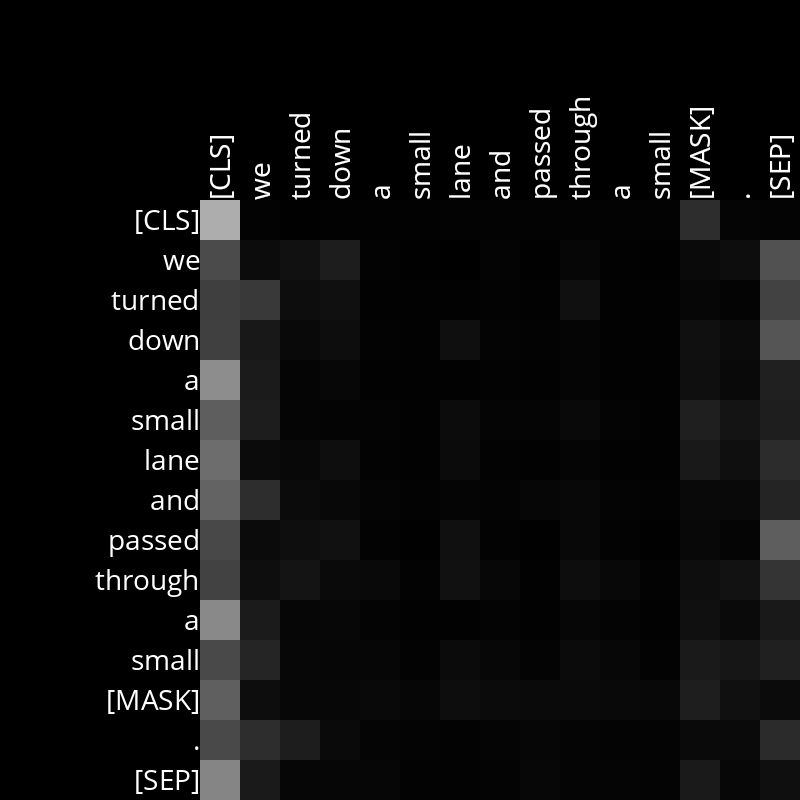 [CLS] we turned down a small lane and passed through a small [MASK] . [SEP]
[CLS]
we
turned
down
a
small
lane
and
passed
through
a
small
[MASK]
.
[SEP]